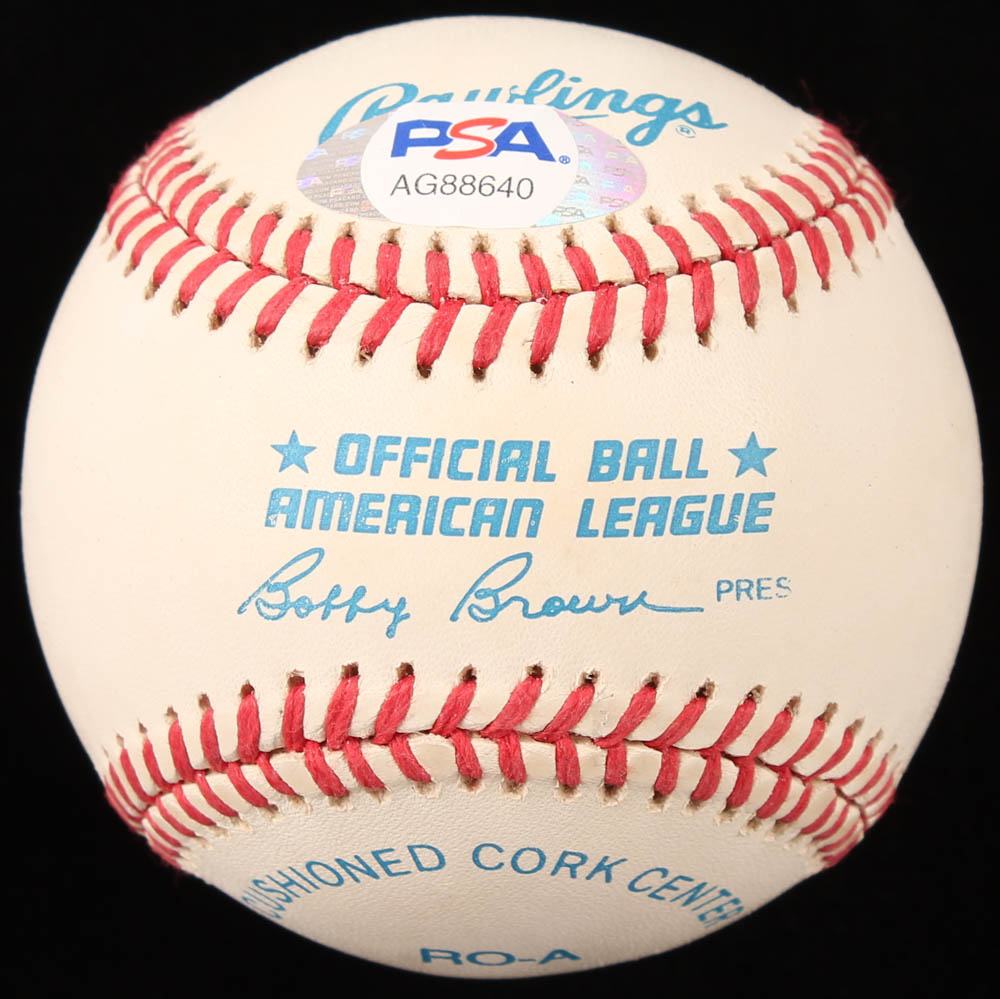 Rawlings®
PSA®
AG88640
★ OFFICIAL BALL ★
AMERICAN LEAGUE
Bobby Brown PRES
CUSHIONED CORK CENTER
RO-A